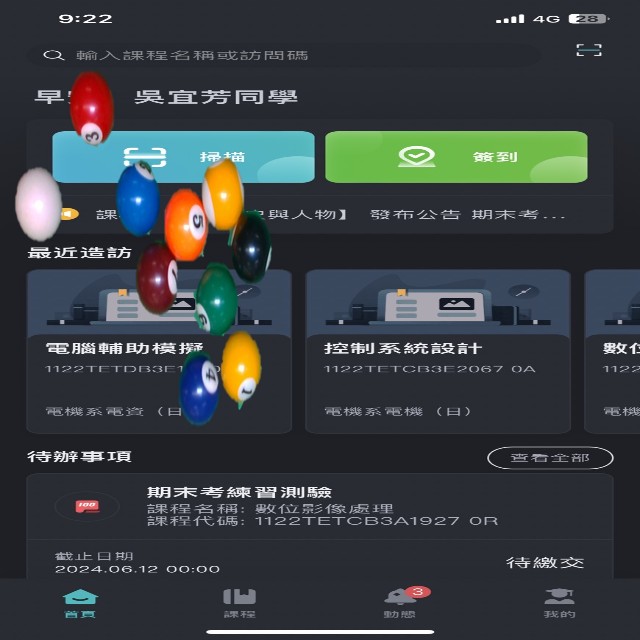 9:22
4G 28
輸入課程名稱或訪問碼
早 吳宜芳同學
掃描
簽到
課 與人物】 發布公告 期末考...
最近造訪
電腦輔助模擬
控制系統設計
數位
1122TETDB3E1 0
1122TETCB3E2067 0A
1122
電機系電資（日
電機系電機（日）
電機
待辦事項
查看全部
100
期末考練習測驗
課程名稱: 數位影像處理
課程代碼: 1122TETCB3A1927 0R
截止日期
2024.06.12 00:00
待繳交
3
首頁
課程
動態
我的
3
5
1
4